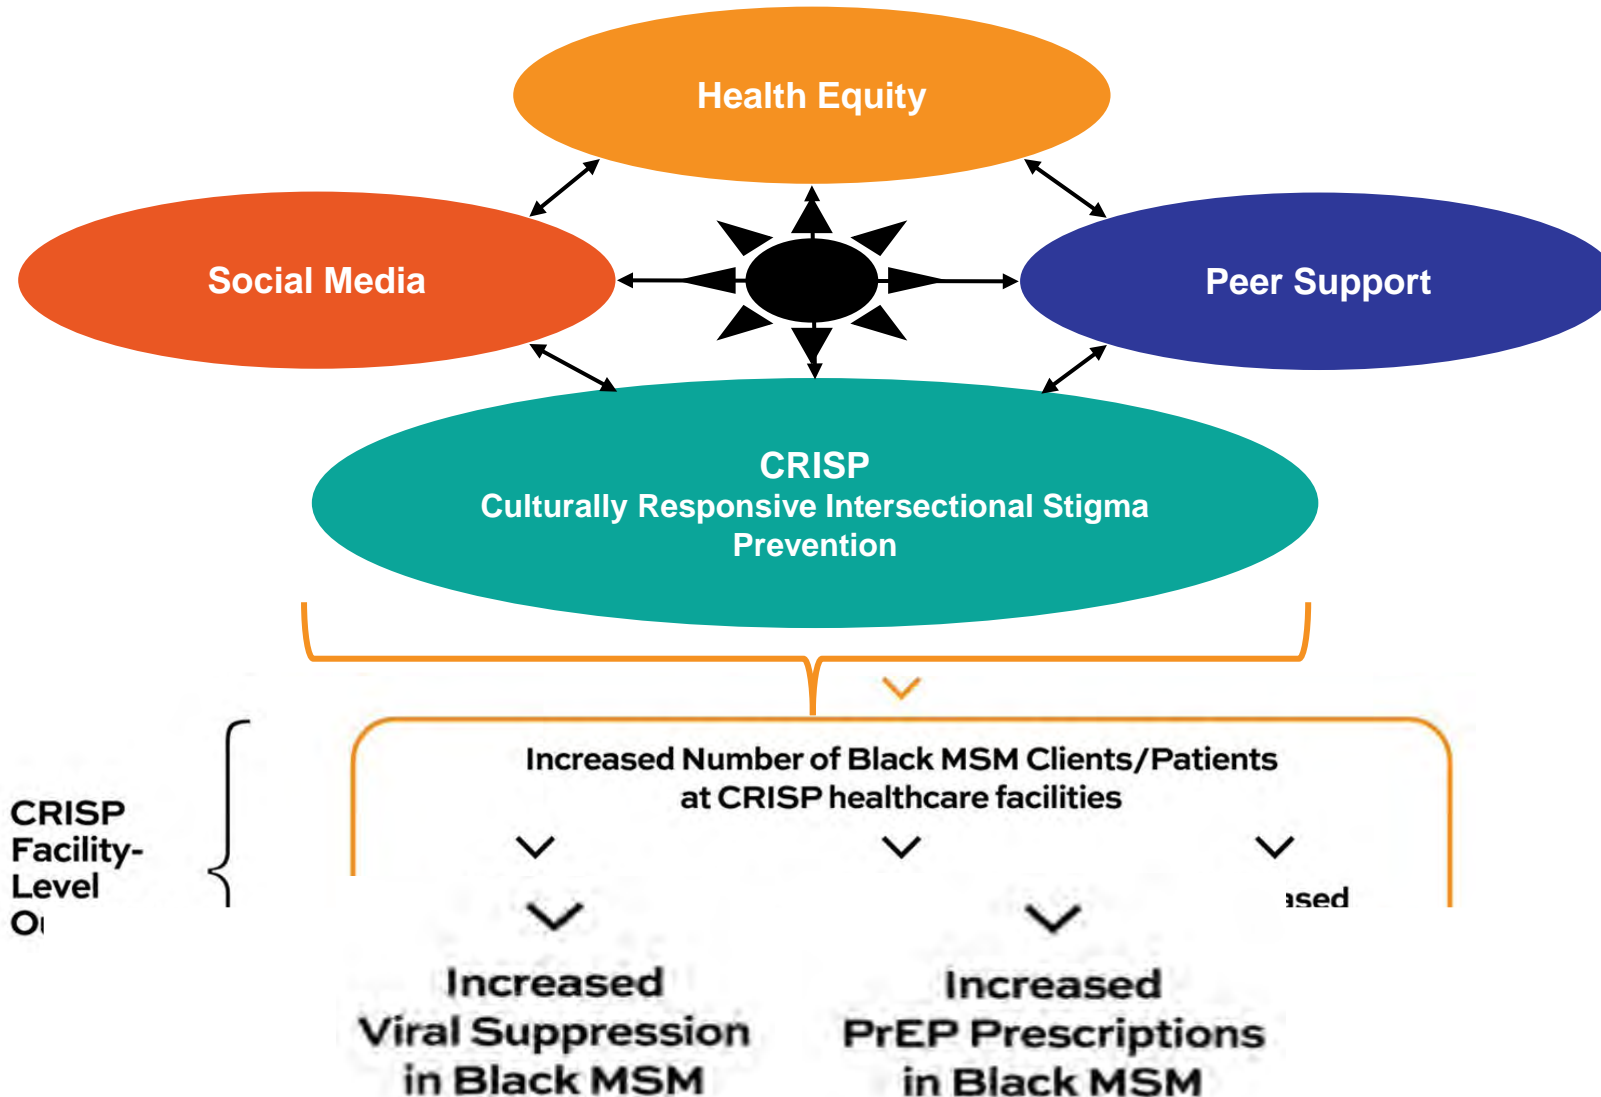 Health Equity
Social Media
Peer Support
CRISP
Culturally Responsive Intersectional Stigma
Prevention
Increased Number of Black MSM Clients/Patients
at CRISP healthcare facilities
CRISP
Facility-
Level
Increased
Viral Suppression
in Black MSM
Increased
PrEP Prescriptions
in Black MSM